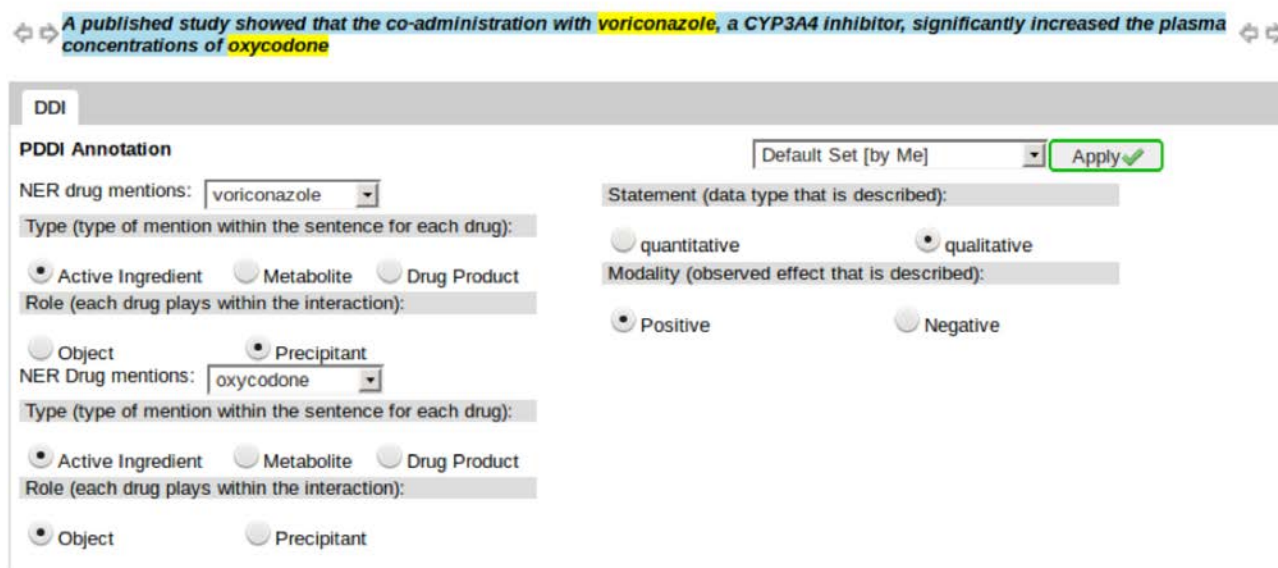 A published study showed that the co-administration with voriconazole, a CYP3A4 inhibitor, significantly increased the plasma
concentrations of oxycodone
DDI
PDDI Annotation
Default Set [by Me]
Apply
NER drug mentions:
voriconazole
Type (type of mention within the sentence for each drug):
Active Ingredient
Metabolite
Drug Product
Role (each drug plays within the interaction):
Object
Precipitant
NER Drug mentions:
oxycodone
Type (type of mention within the sentence for each drug):
Active Ingredient
Metabolite
Drug Product
Role (each drug plays within the interaction):
Object
Precipitant
Statement (data type that is described):
quantitative
qualitative
Modality (observed effect that is described):
Positive
Negative